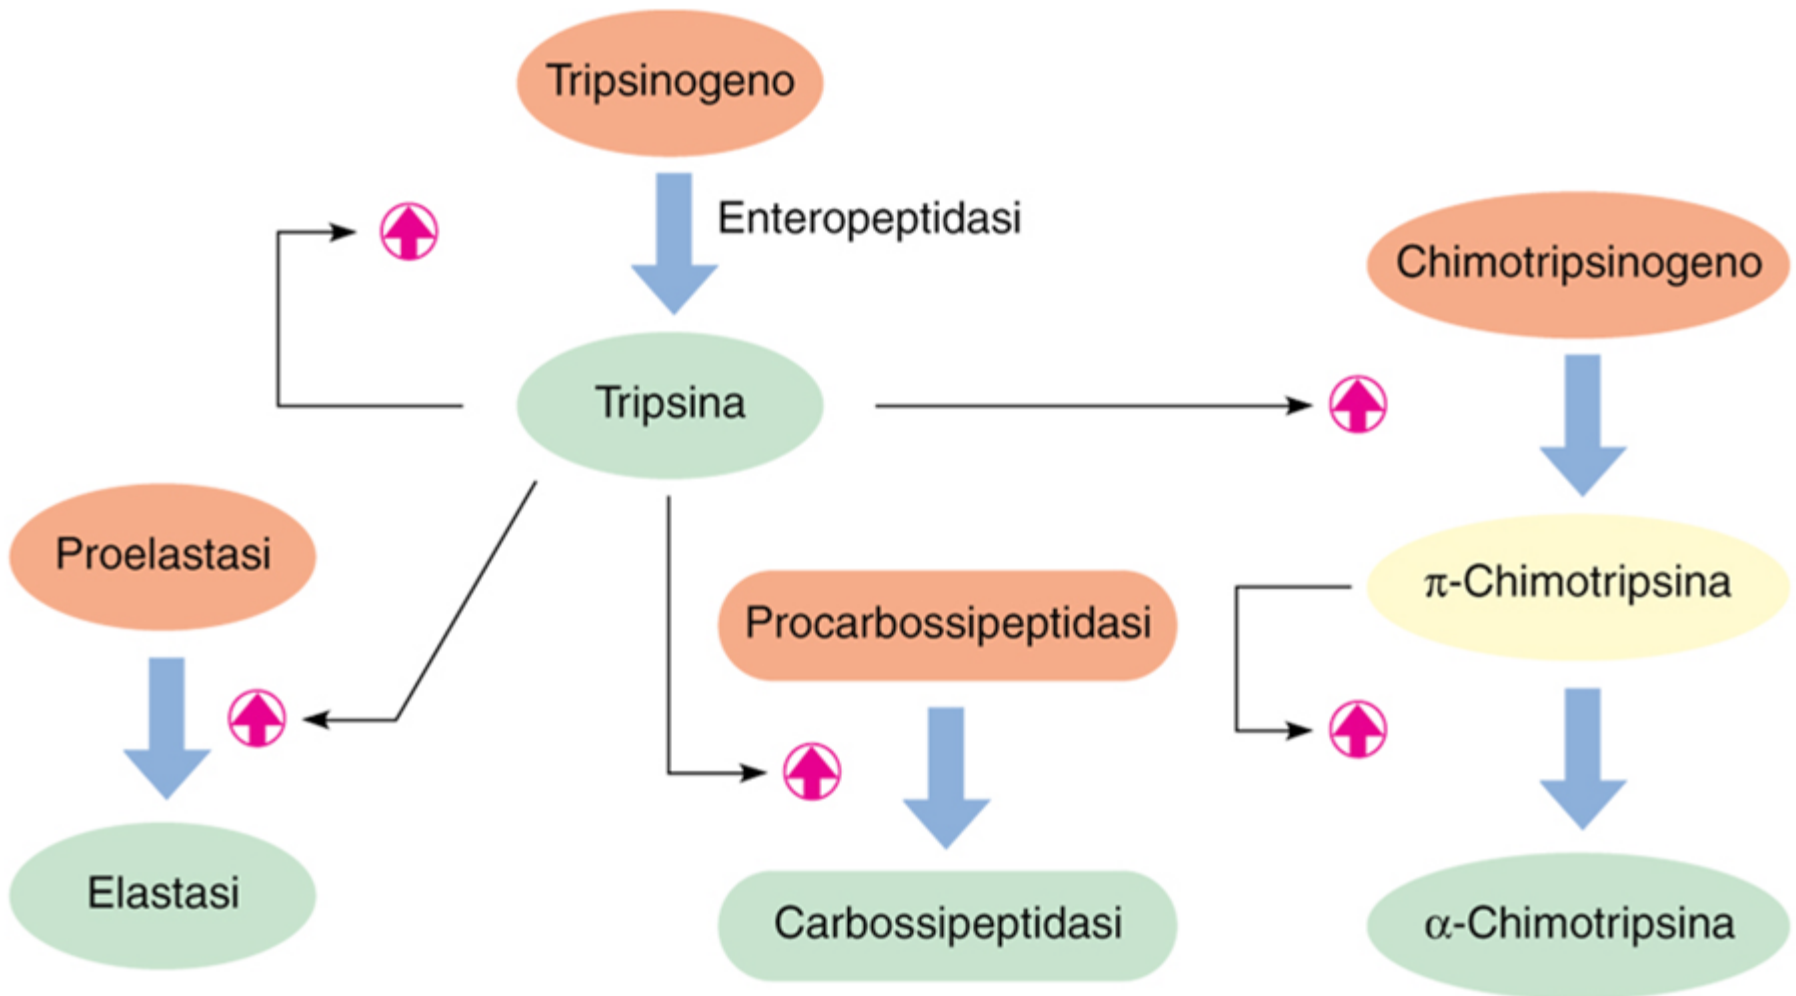 Tripsinogeno
Enteropeptidasi
Chimotripsinogeno
Tripsina
Proelastasi
π-Chimotripsina
Procarbossipeptidasi
Elastasi
Carbossipeptidasi
α-Chimotripsina